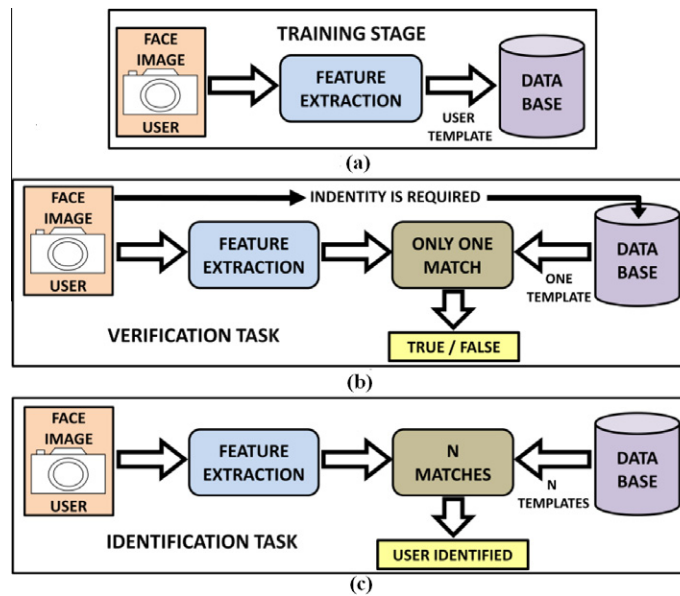 TRAINING STAGE
FACE
IMAGE
USER
FEATURE
EXTRACTION
USER
TEMPLATE
DATA
BASE
(a)
FACE
IMAGE
USER
INDENTITY IS REQUIRED
FEATURE
EXTRACTION
ONLY ONE
MATCH
ONE
TEMPLATE
DATA
BASE
TRUE / FALSE
VERIFICATION TASK
(b)
FACE
IMAGE
USER
FEATURE
EXTRACTION
N
MATCHES
N
TEMPLATES
DATA
BASE
USER IDENTIFIED
IDENTIFICATION TASK
(c)